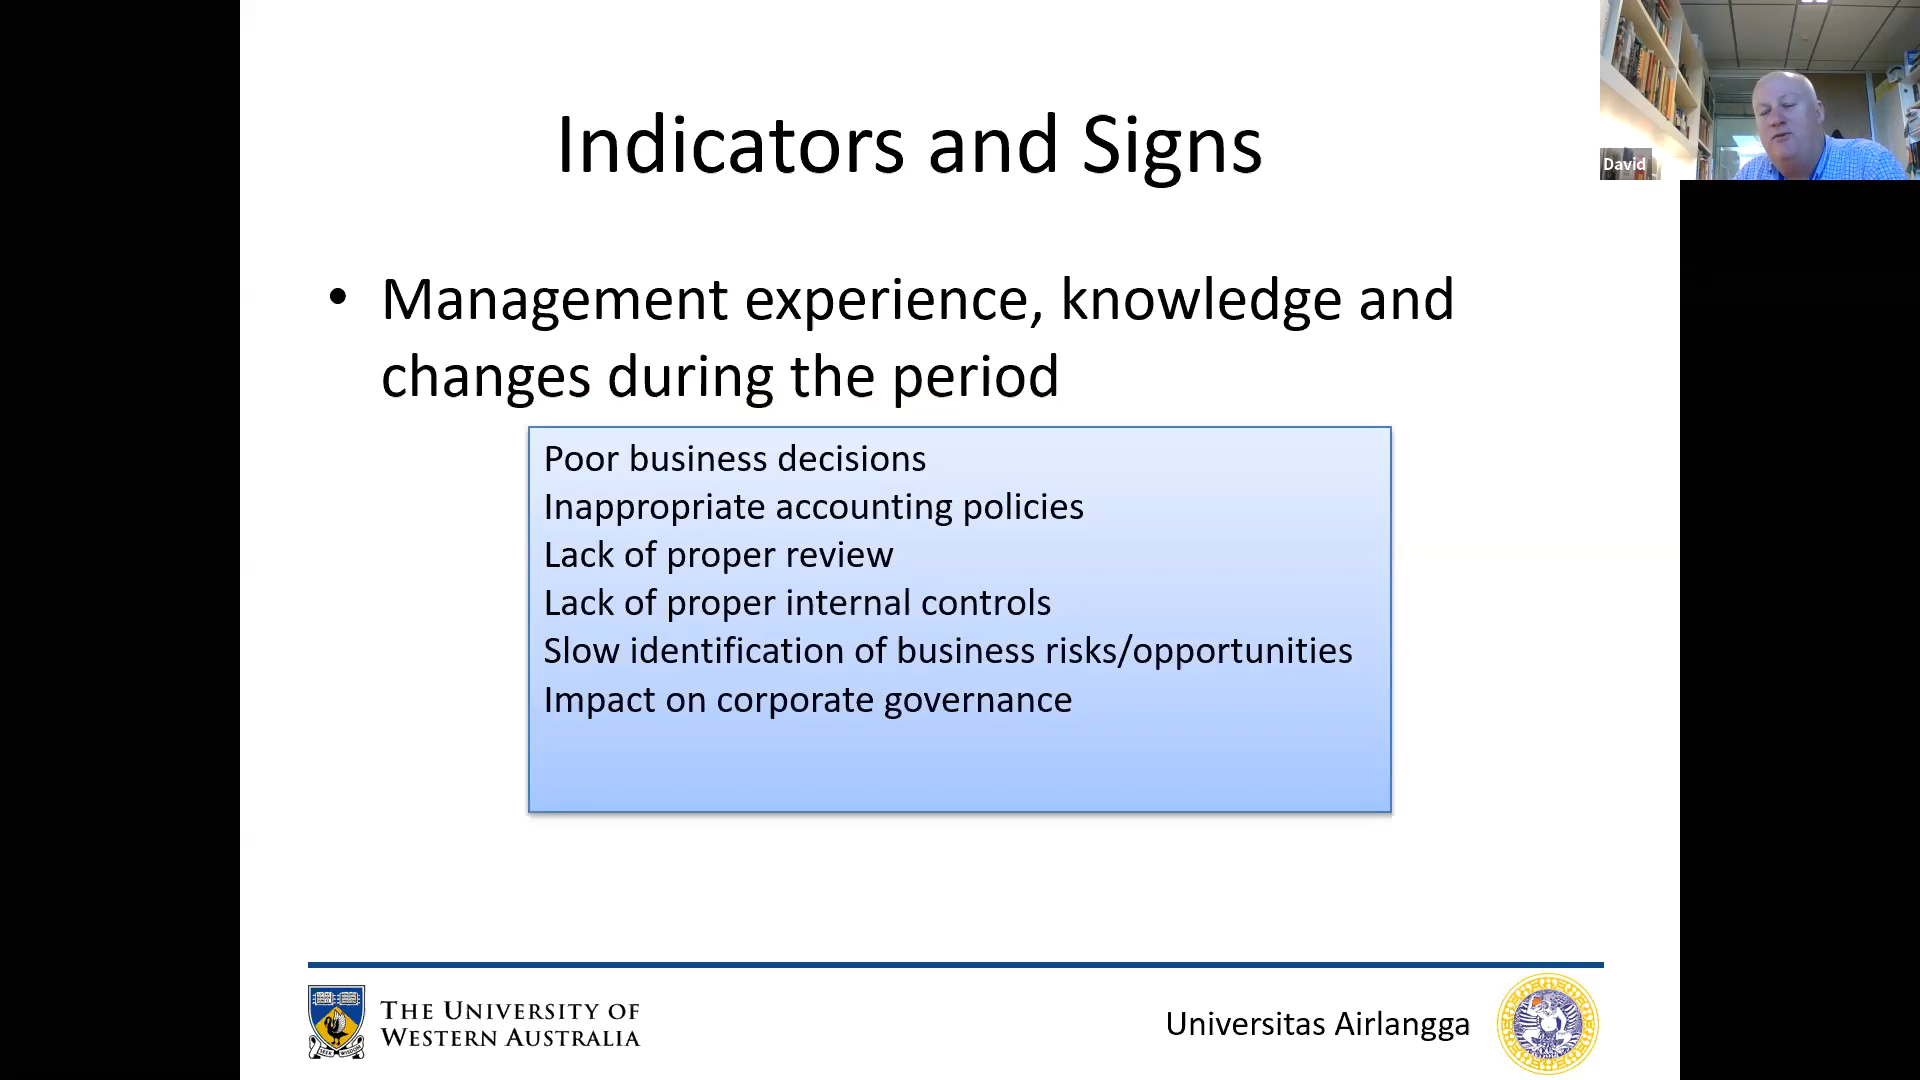 Indicators and Signs
David
• Management experience, knowledge and
changes during the period
Poor business decisions
Inappropriate accounting policies
Lack of proper review
Lack of proper internal controls
Slow identification of business risks/opportunities
Impact on corporate governance
THE UNIVERSITY OF
WESTERN AUSTRALIA
SEEK WISDOM
Universitas Airlangga